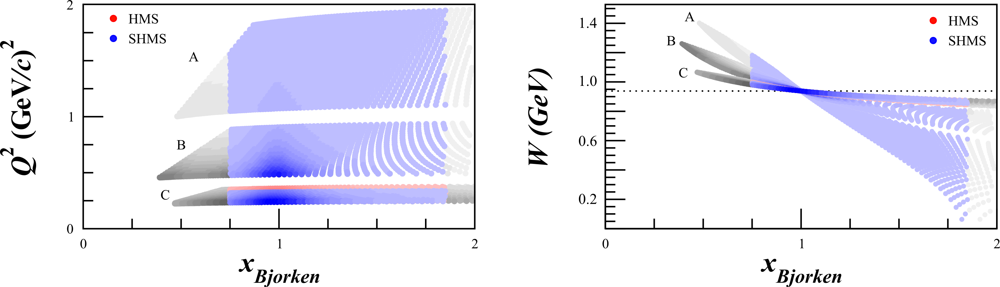 Q² (GeV/c)²
2
1
0
HMS
SHMS
A
B
C
0 1 2
x_Bjorken
W (GeV)
1.4
1.0
0.6
0.2
A
B
C
HMS
SHMS
0 1 2
x_Bjorken